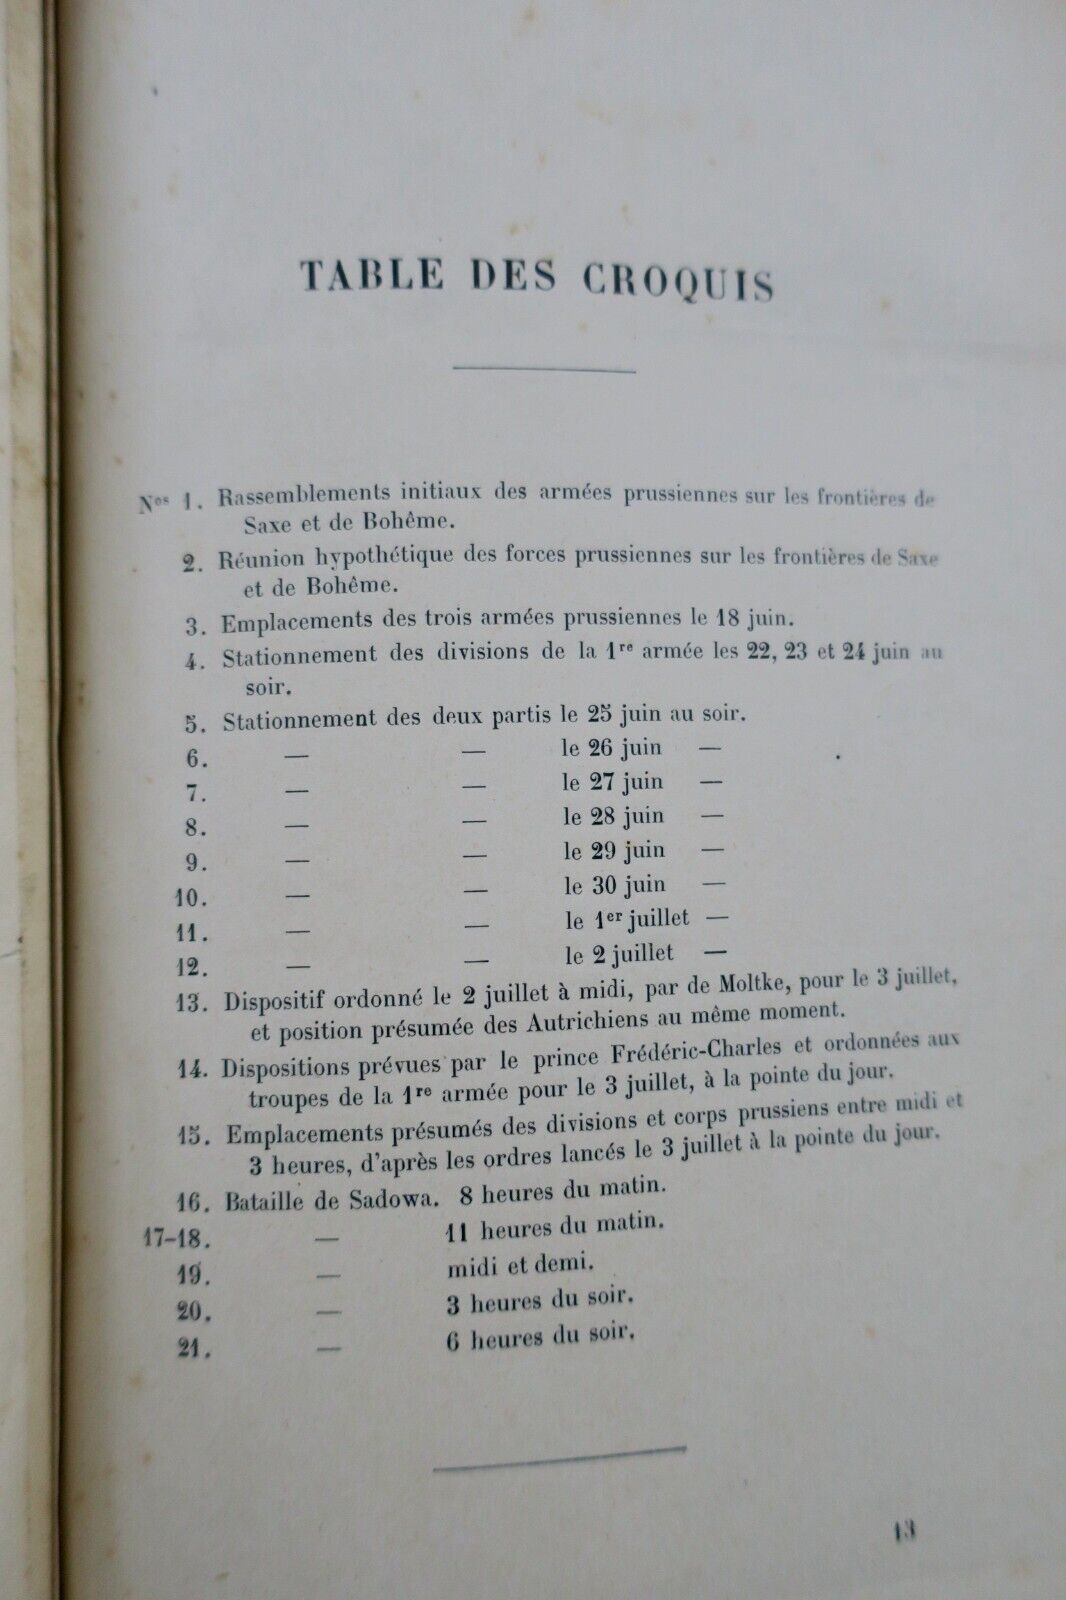 TABLE DES CROQUIS
Nos 1. Rassemblements initiaux des armées prussiennes sur les frontières de
Saxe et de Bohême.
2. Réunion hypothétique des forces prussiennes sur les frontières de Saxe
et de Bohême.
3. Emplacements des trois armées prussiennes le 18 juin.
4. Stationnement des divisions de la 1re armée les 22, 23 et 24 juin au
soir.
5. Stationnement des deux partis le 25 juin au soir.
6. — — le 26 juin —
7. — — le 27 juin —
8. — — le 28 juin —
9. — — le 29 juin —
10. — — le 30 juin —
11. — — le 1er juillet —
12. — — le 2 juillet —
13. Dispositif ordonné le 2 juillet à midi, par de Moltke, pour le 3 juillet,
et position présumée des Autrichiens au même moment.
14. Dispositions prévues par le prince Frédéric-Charles et ordonnées aux
troupes de la 1re armée pour le 3 juillet, à la pointe du jour.
15. Emplacements présumés des divisions et corps prussiens entre midi et
3 heures, d'après les ordres lancés le 3 juillet à la pointe du jour.
16. Bataille de Sadowa. 8 heures du matin.
17-18. — 11 heures du matin.
19. — midi et demi.
20. — 3 heures du soir.
21. — 6 heures du soir.
13